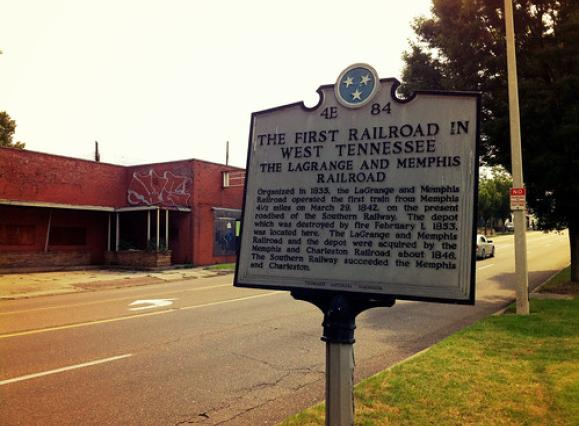 4E 84
THE FIRST RAILROAD IN
WEST TENNESSEE
THE LAGRANGE AND MEMPHIS
RAILROAD
Organized in 1835, the LaGrange and Memphis
Railroad operated the first train from Memphis
4½ miles on March 29, 1842, on the present
roadbed of the Southern Railway. The depot
which was destroyed by fire February 1, 1853,
was located here. The LaGrange and Memphis
Railroad and the depot were acquired by the
Memphis and Charleston Railroad about 1846.
The Southern Railway succeeded the Memphis
and Charleston.
TENNESSEE HISTORICAL COMMISSION
NO